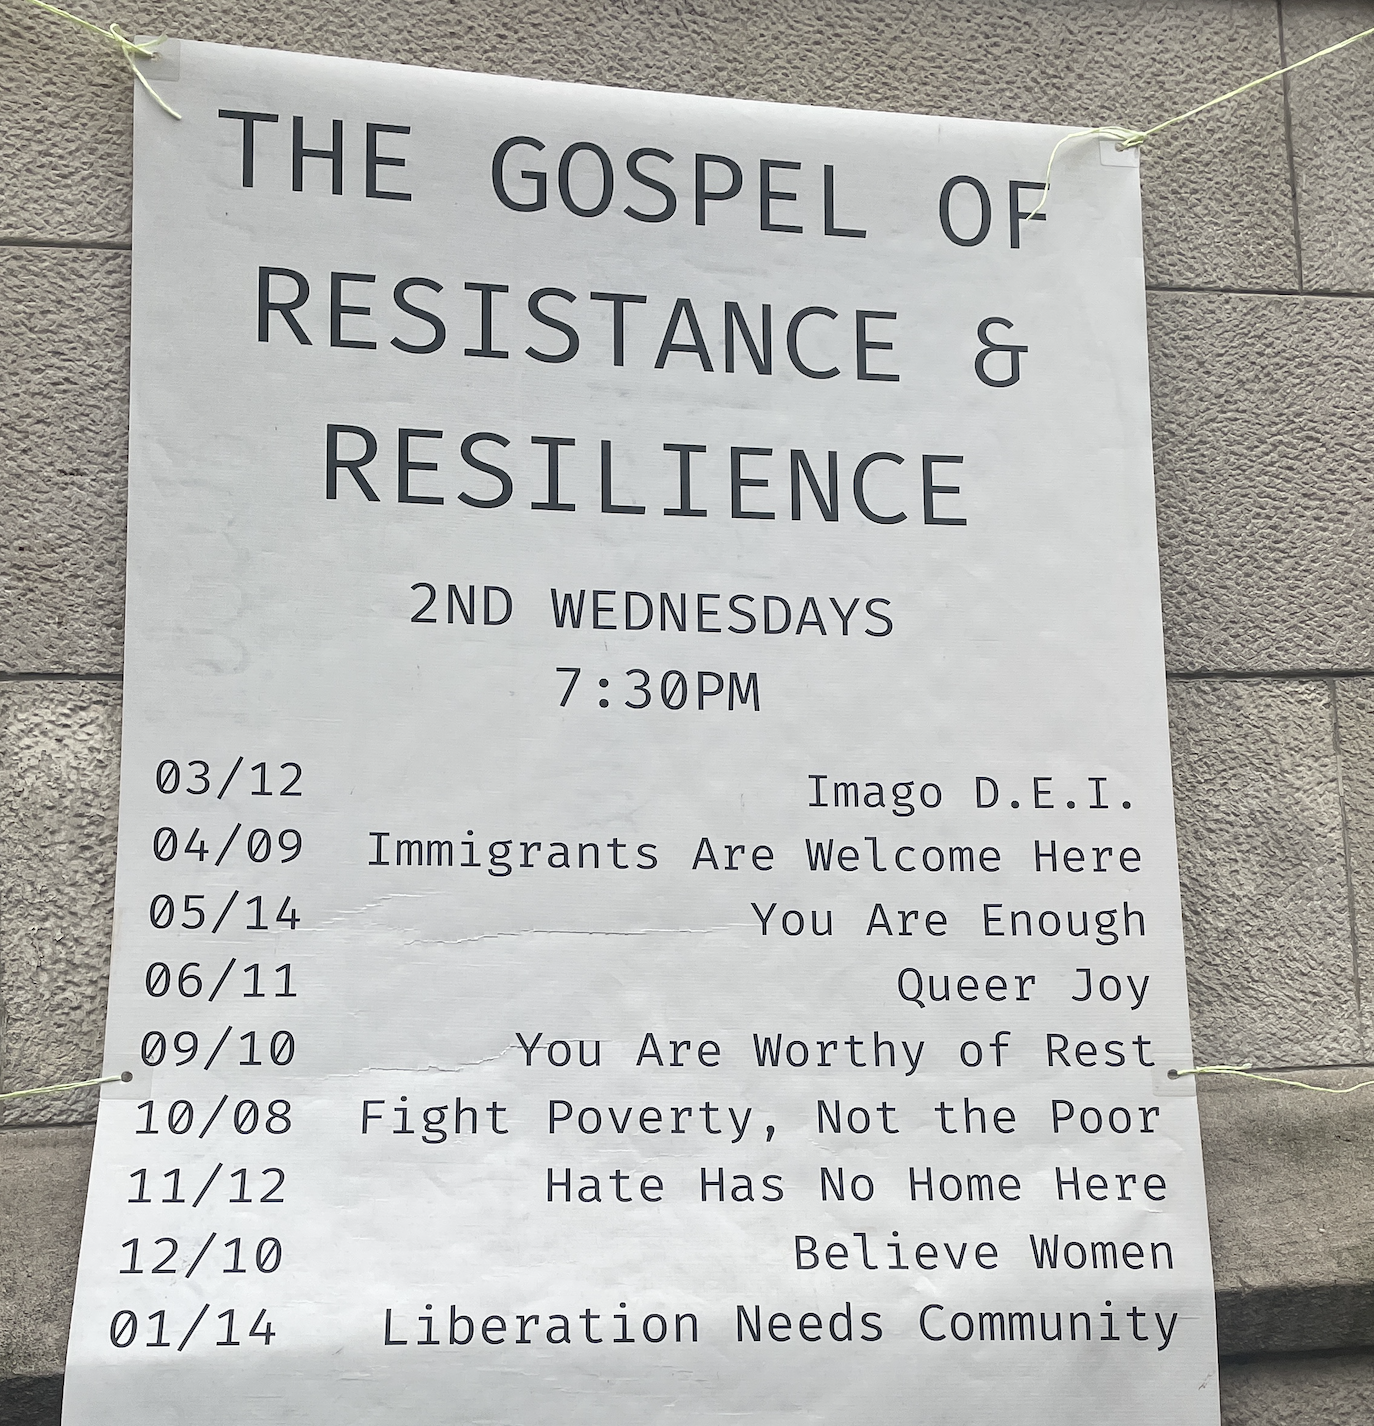 THE GOSPEL OF
RESISTANCE &
RESILIENCE
2ND WEDNESDAYS
7:30PM
03/12 Imago D.E.I.
04/09 Immigrants Are Welcome Here
05/14 You Are Enough
06/11 Queer Joy
09/10 You Are Worthy of Rest
10/08 Fight Poverty, Not the Poor
11/12 Hate Has No Home Here
12/10 Believe Women
01/14 Liberation Needs Community